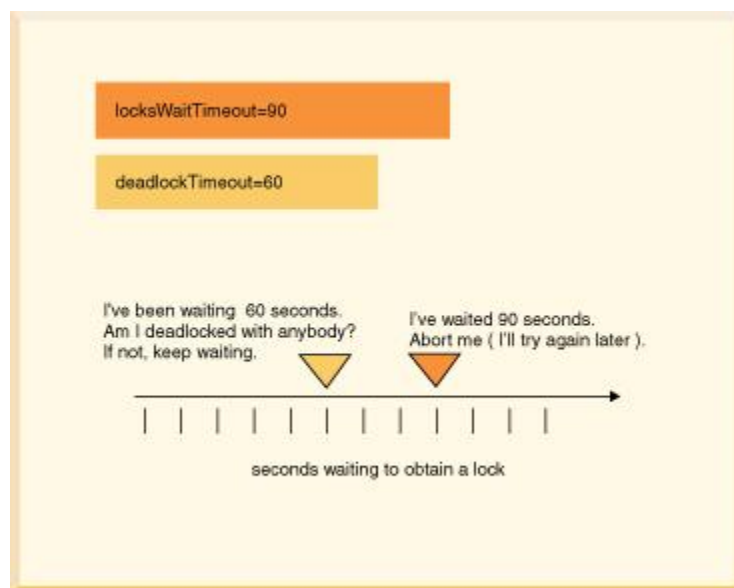 locksWaitTimeout=90
deadlockTimeout=60
I've been waiting 60 seconds.
Am I deadlocked with anybody?
If not, keep waiting.
I've waited 90 seconds.
Abort me ( I'll try again later ).
seconds waiting to obtain a lock